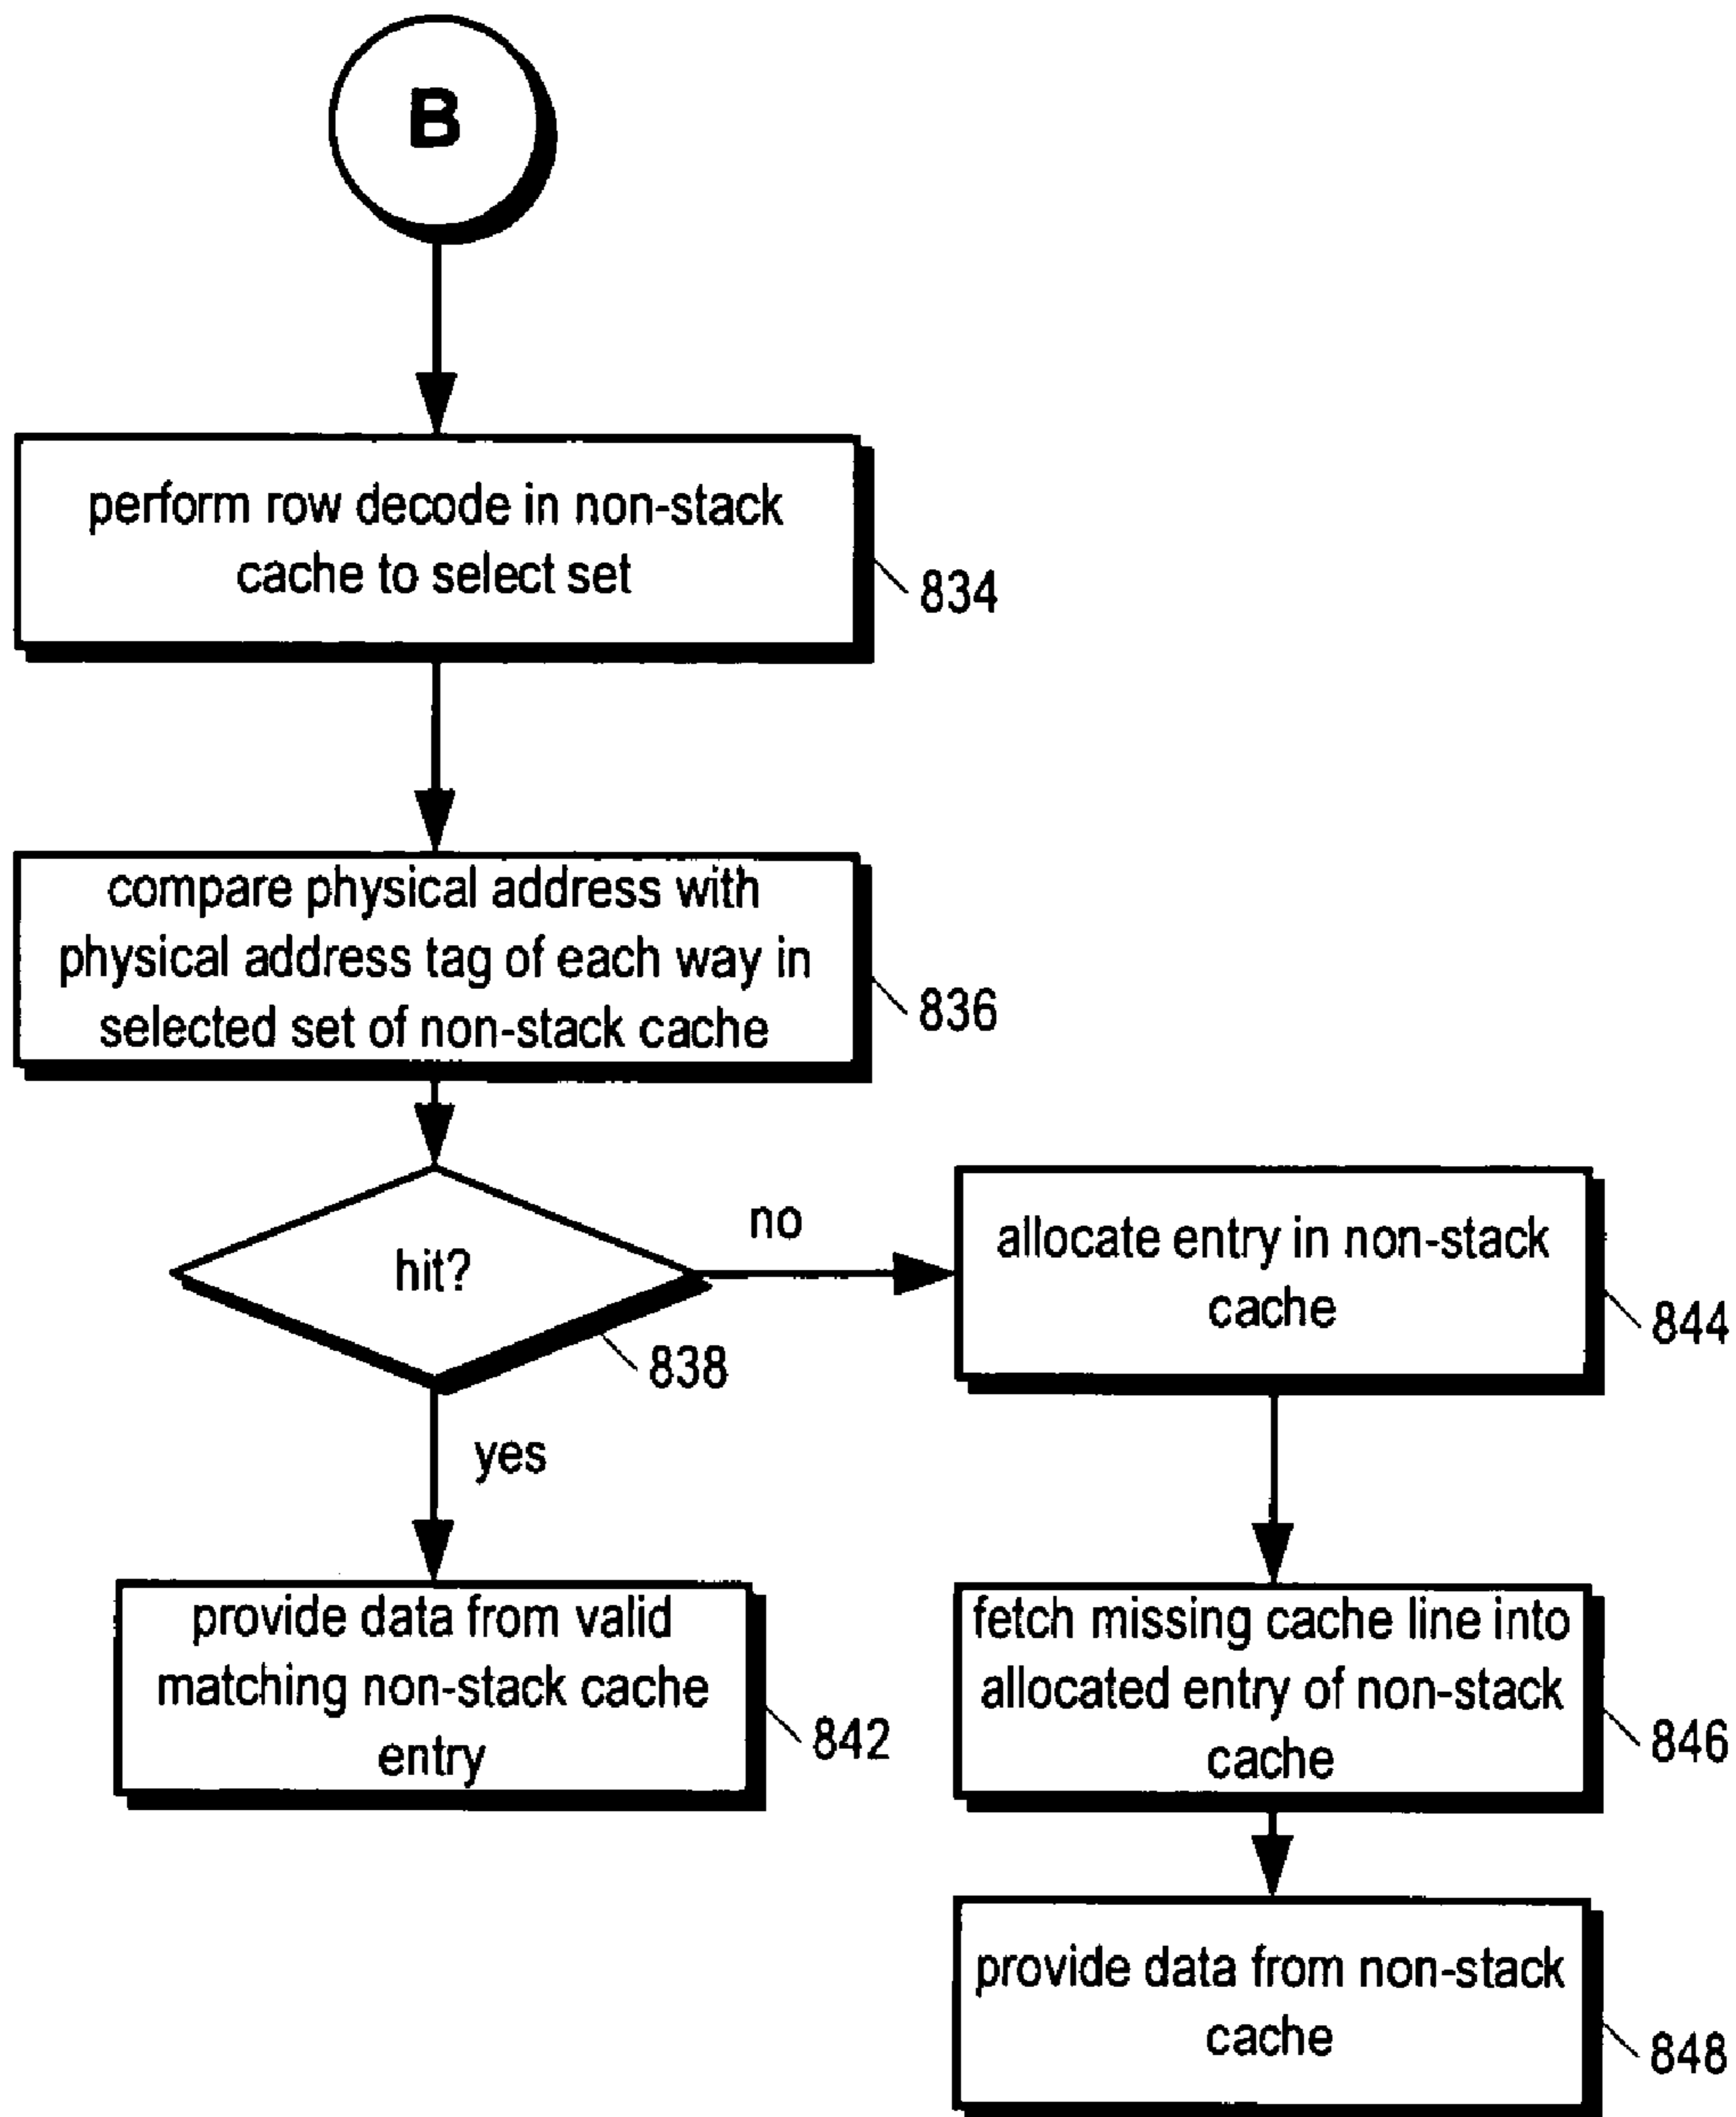 B
perform row decode in non-stack
cache to select set
834
compare physical address with
physical address tag of each way in
selected set of non-stack cache
836
hit?
838
no
yes
allocate entry in non-stack
cache
844
provide data from valid
matching non-stack cache
entry
842
fetch missing cache line into
allocated entry of non-stack
cache
846
provide data from non-stack
cache
848